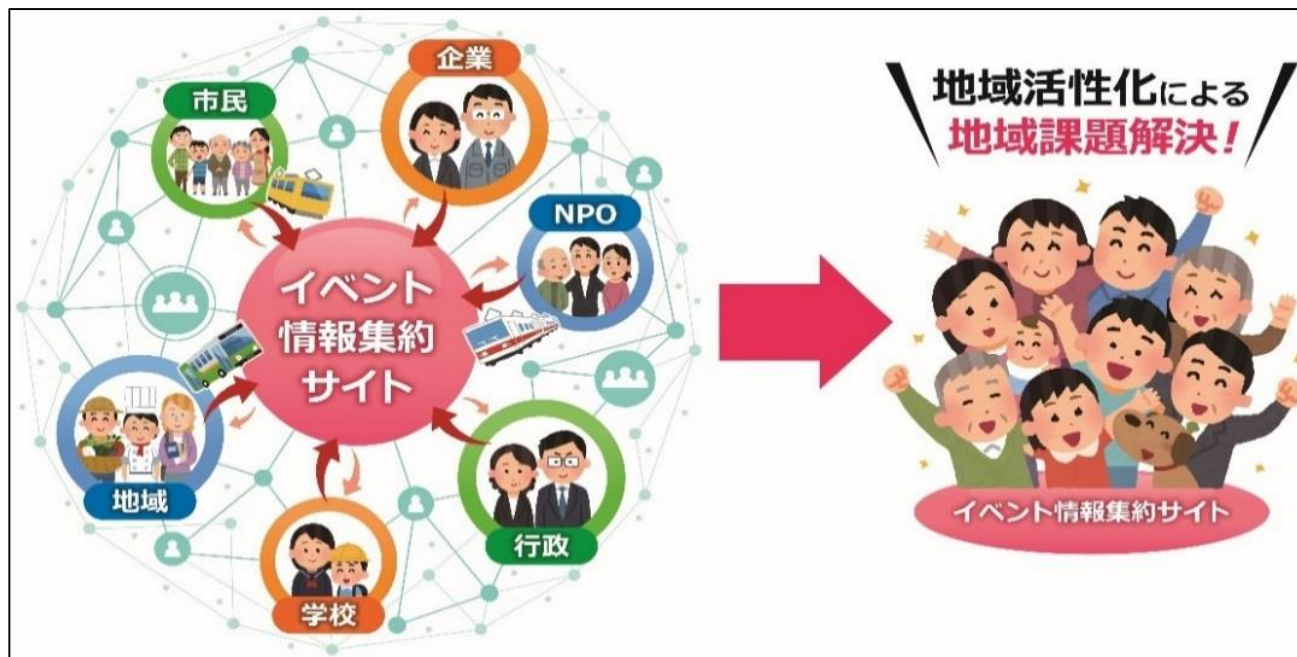 企業
市民
NPO
イベント
情報集約
サイト
地域
行政
学校
地域活性化による
地域課題解決!
イベント情報集約サイト